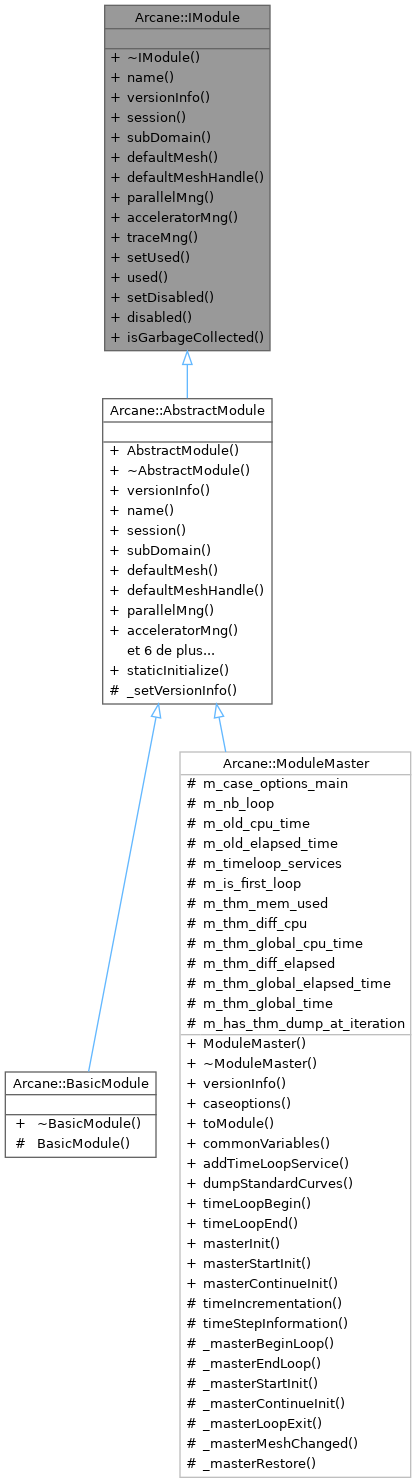 Arcane::IModule
+ ~IModule()
+ name()
+ versionInfo()
+ session()
+ subDomain()
+ defaultMesh()
+ defaultMeshHandle()
+ parallelMng()
+ acceleratorMng()
+ traceMng()
+ setUsed()
+ used()
+ setDisabled()
+ disabled()
+ isGarbageCollected()
Arcane::AbstractModule
+ AbstractModule()
+ ~AbstractModule()
+ versionInfo()
+ name()
+ session()
+ subDomain()
+ defaultMesh()
+ defaultMeshHandle()
+ parallelMng()
+ acceleratorMng()
et 6 de plus...
+ staticInitialize()
# _setVersionInfo()
Arcane::ModuleMaster
# m_case_options_main
# m_nb_loop
# m_old_cpu_time
# m_old_elapsed_time
# m_timeloop_services
# m_is_first_loop
# m_thm_mem_used
# m_thm_diff_cpu
# m_thm_global_cpu_time
# m_thm_diff_elapsed
# m_thm_global_elapsed_time
# m_thm_global_time
# m_has_thm_dump_at_iteration
+ ModuleMaster()
+ ~ModuleMaster()
+ versionInfo()
+ caseoptions()
+ toModule()
+ commonVariables()
+ addTimeLoopService()
+ dumpStandardCurves()
+ timeLoopBegin()
+ timeLoopEnd()
+ masterInit()
+ masterStartInit()
+ masterContinueInit()
# timeIncrementation()
# timeStepInformation()
# _masterBeginLoop()
# _masterEndLoop()
# _masterStartInit()
# _masterContinueInit()
# _masterLoopExit()
# _masterMeshChanged()
# _masterRestore()
Arcane::BasicModule
+ ~BasicModule()
# BasicModule()